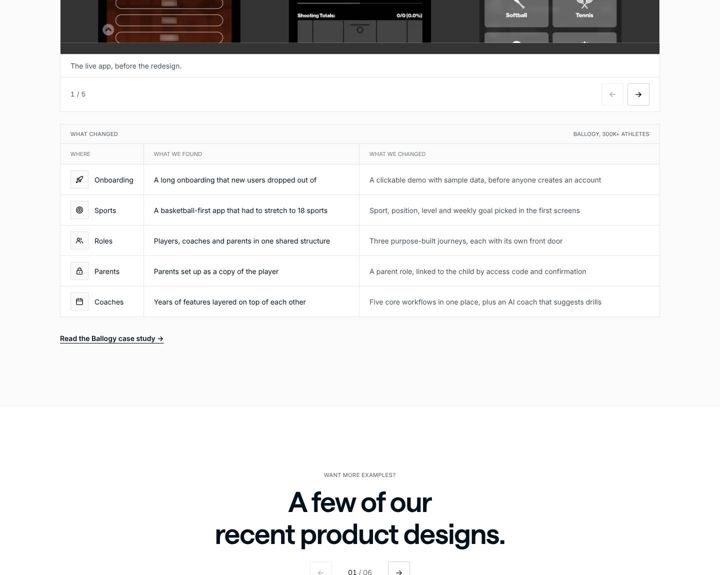 Shooting Totals: 0/0 (0.0%)
Softball
Tennis
The live app, before the redesign.
1 / 5
← →
WHAT CHANGED
BALLOGY, 300K+ ATHLETES
WHERE
WHAT WE FOUND
WHAT WE CHANGED
Onboarding
A long onboarding that new users dropped out of
A clickable demo with sample data, before anyone creates an account
Sports
A basketball-first app that had to stretch to 18 sports
Sport, position, level and weekly goal picked in the first screens
Roles
Players, coaches and parents in one shared structure
Three purpose-built journeys, each with its own front door
Parents
Parents set up as a copy of the player
A parent role, linked to the child by access code and confirmation
Coaches
Years of features layered on top of each other
Five core workflows in one place, plus an AI coach that suggests drills
Read the Ballogy case study →
WANT MORE EXAMPLES?
A few of our
recent product designs.
← 01 / 06 →